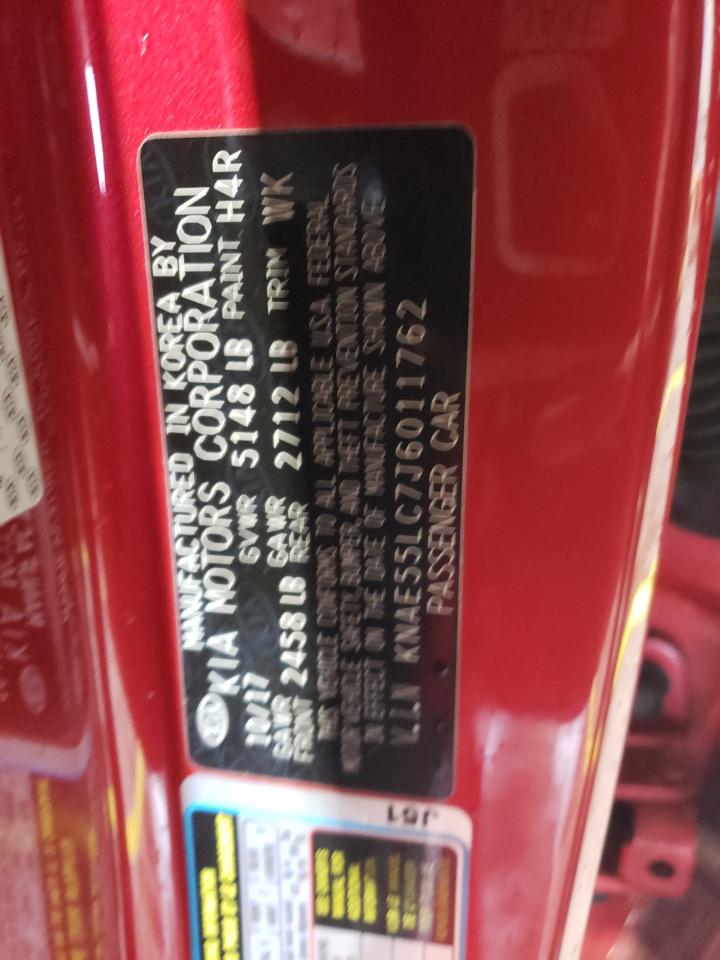 MANUFACTURED IN KOREA BY
KIA MOTORS CORPORATION
10/17 GVWR 5148 LB PAINT H4R
GAWR FRONT 2458 LB GAWR REAR 2712 LB TRIM WK
THIS VEHICLE CONFORMS TO ALL APPLICABLE U.S.A. FEDERAL
MOTOR VEHICLE SAFETY, BUMPER, AND THEFT PREVENTION STANDARDS
IN EFFECT ON THE DATE OF MANUFACTURE SHOWN ABOVE
V.I.N KNAE55LC7J6011762
PASSENGER CAR
J51